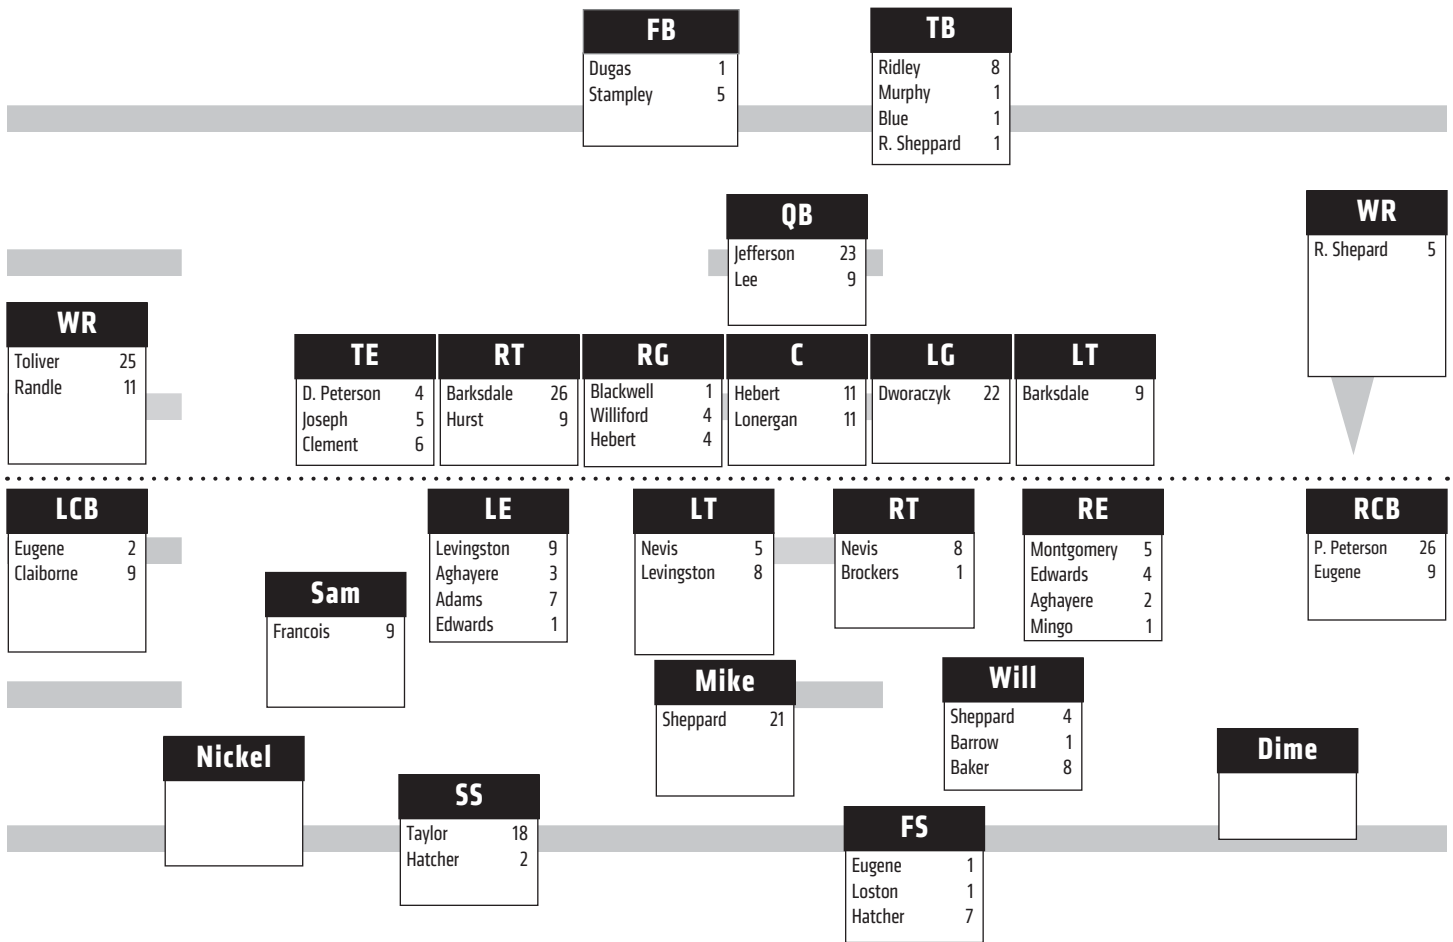 FB
Dugas 1
Stampley 5
TB
Ridley 8
Murphy 1
Blue 1
R. Sheppard 1
QB
Jefferson 23
Lee 9
WR
R. Shepard 5
WR
Toliver 25
Randle 11
TE
D. Peterson 4
Joseph 5
Clement 6
RT
Barksdale 26
Hurst 9
RG
Blackwell 1
Williford 4
Hebert 4
C
Hebert 11
Lonergan 11
LG
Dworaczyk 22
LT
Barksdale 9
LCB
Eugene 2
Claiborne 9
Sam
Francois 9
LE
Levingston 9
Aghayere 3
Adams 7
Edwards 1
LT
Nevis 5
Levingston 8
RT
Nevis 8
Brockers 1
RE
Montgomery 5
Edwards 4
Aghayere 2
Mingo 1
RCB
P. Peterson 26
Eugene 9
Mike
Sheppard 21
Will
Sheppard 4
Barrow 1
Baker 8
Nickel
SS
Taylor 18
Hatcher 2
FS
Eugene 1
Loston 1
Hatcher 7
Dime